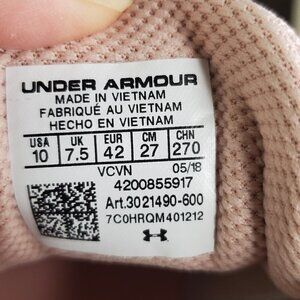 UNDER ARMOUR
MADE IN VIETNAM
FABRIQUÉ AU VIETNAM
HECHO EN VIETNAM
USA UK EUR CM CHN
10 7.5 42 27 270
VCVN 05/18
4200855917
Art.3021490-600
7C0HRQM401212